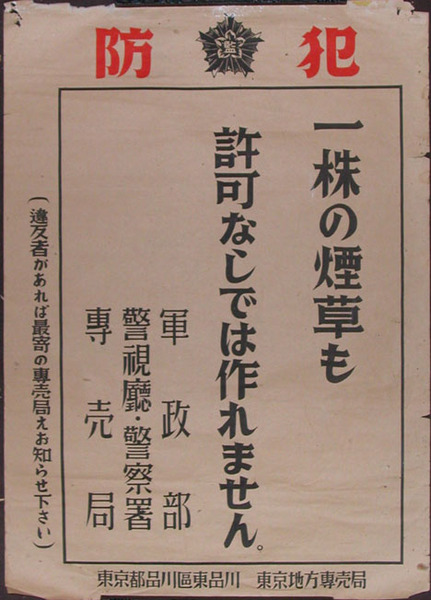 防犯
監
一株の煙草も
許可なしでは作れません。
軍政部
警視廳・警察署
專売局
(違反者があれば最寄の專売局えお知らせ下さい)
東京都品川區東品川 東京地方專売局